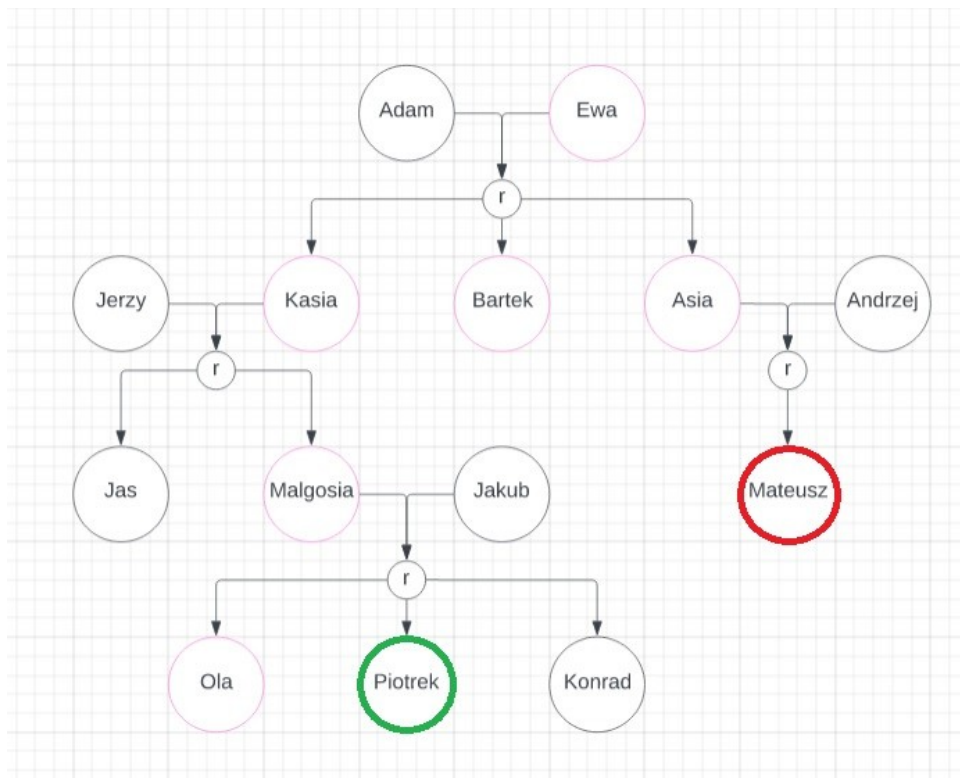 Adam
Ewa
r
Jerzy
Kasia
Bartek
Asia
Andrzej
r
r
Jas
Malgosia
Jakub
Mateusz
r
Ola
Piotrek
Konrad